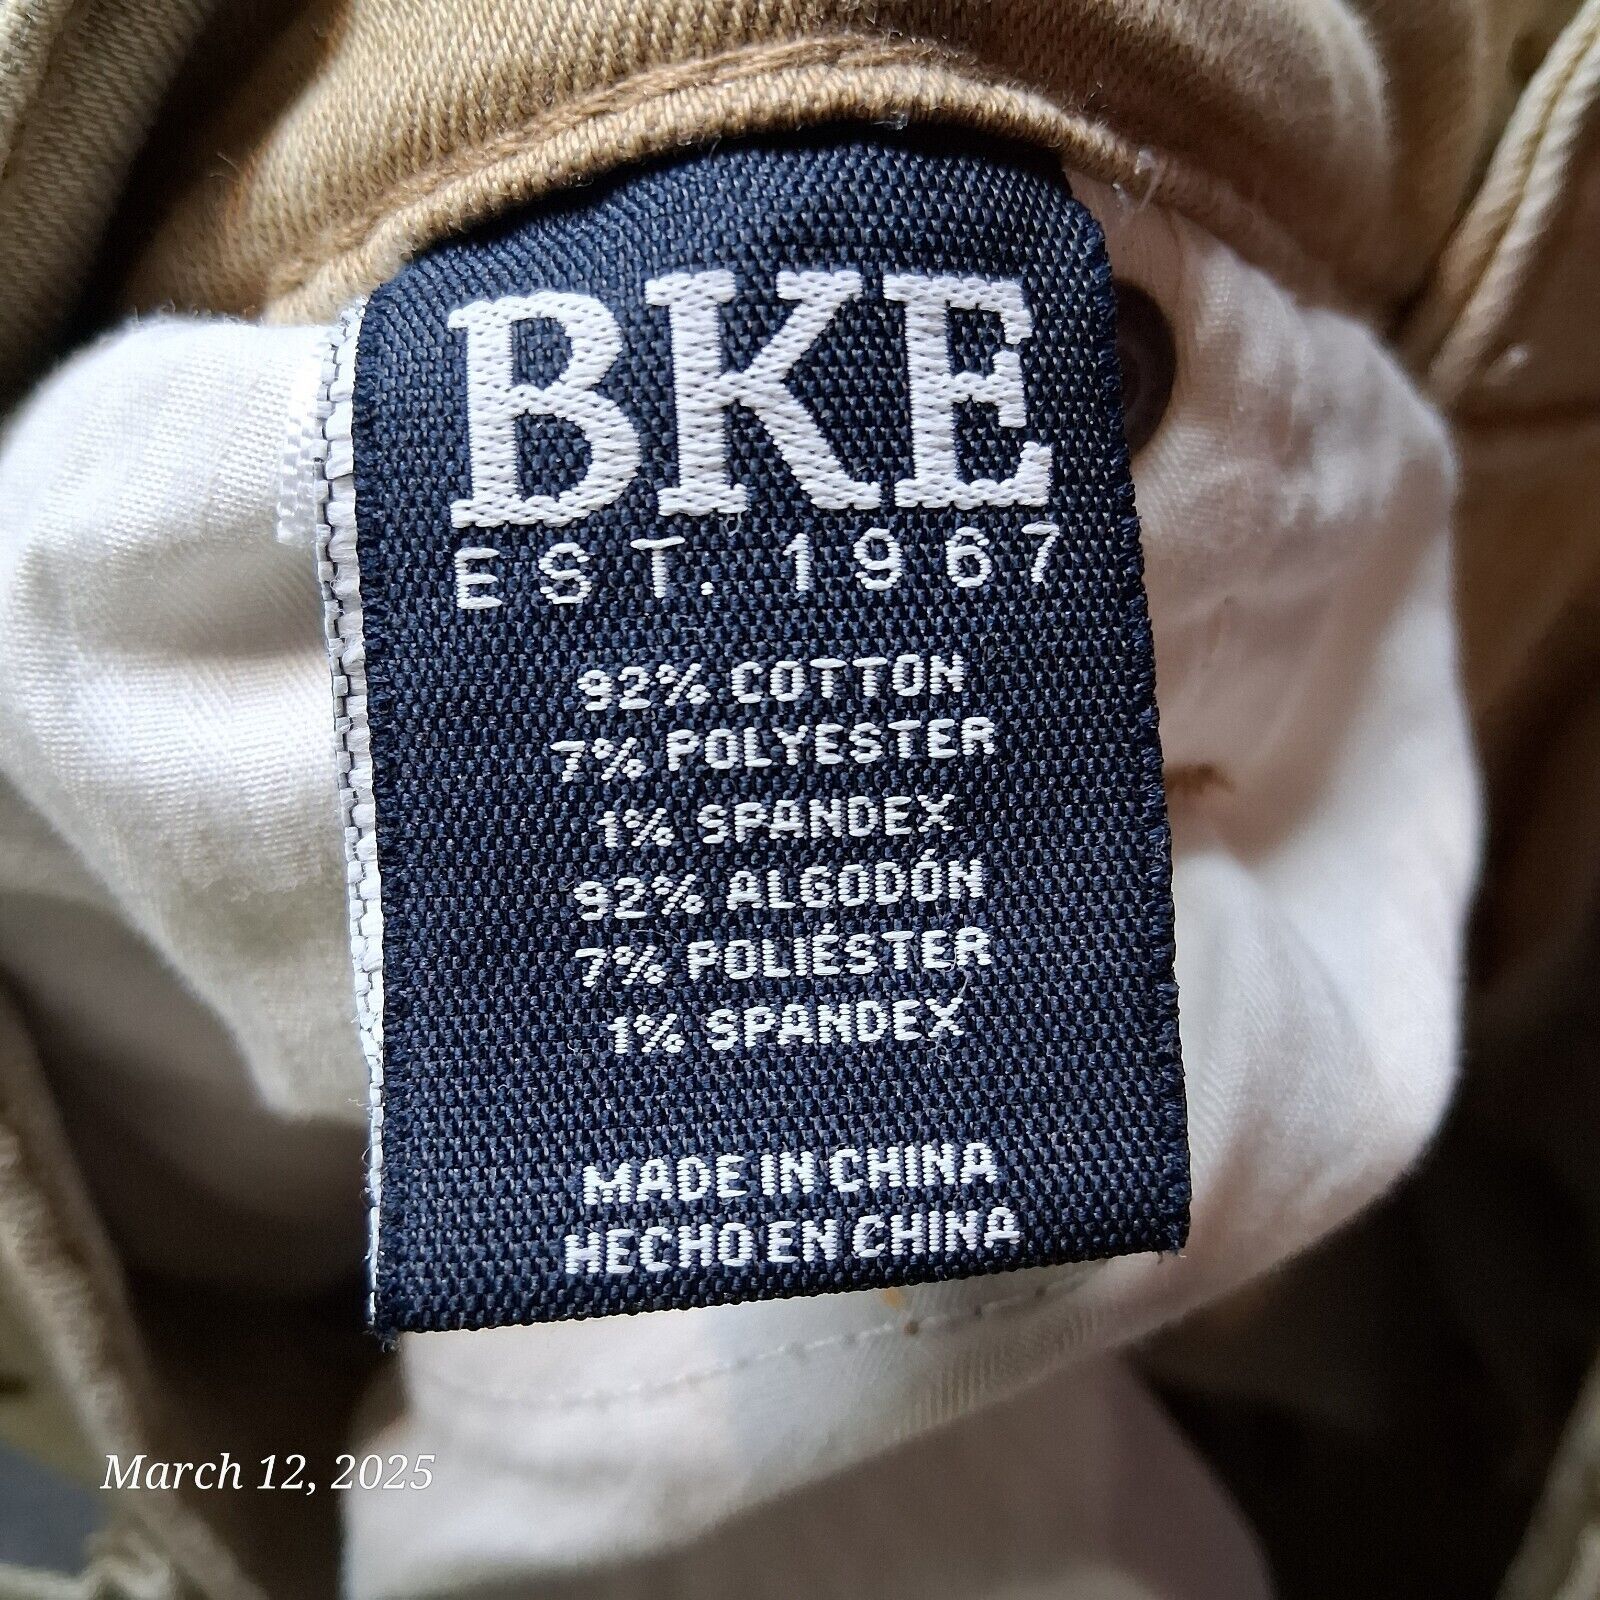 BKE
EST. 1967
92% COTTON
7% POLYESTER
1% SPANDEX
92% ALGODÓN
7% POLIÉSTER
1% SPANDEX
MADE IN CHINA
HECHO EN CHINA
March 12, 2025